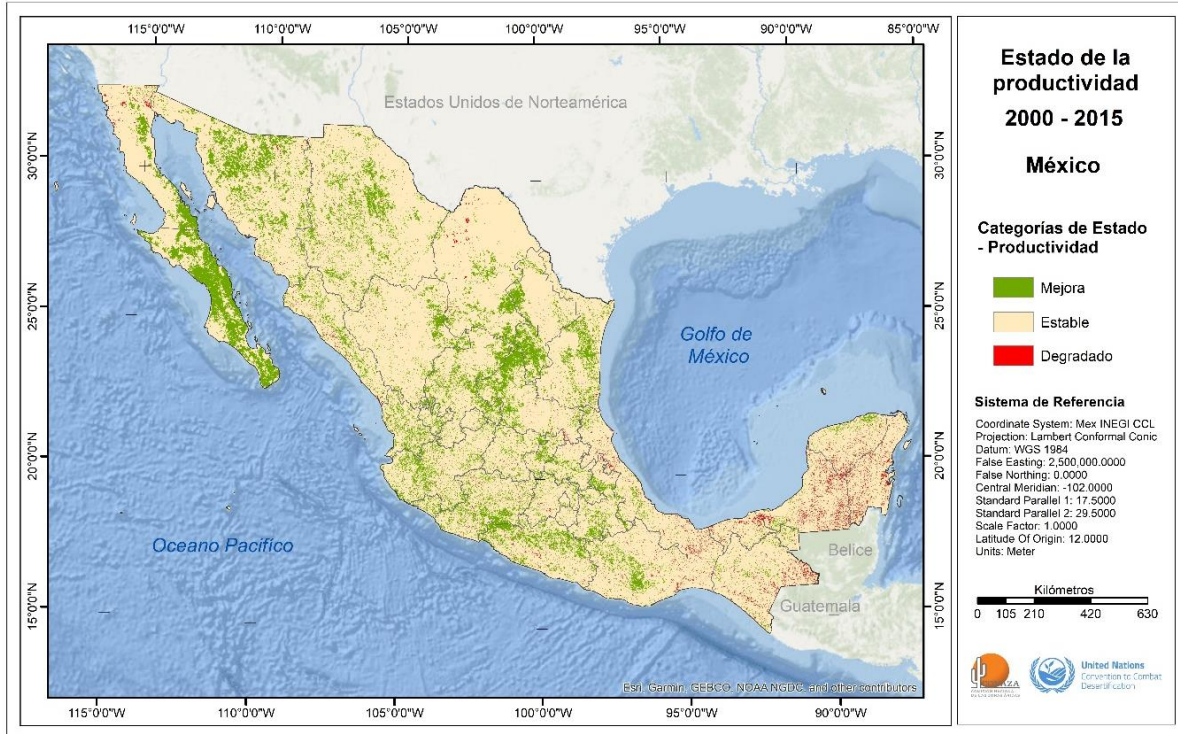 115°0'0"W
110°0'0"W
105°0'0"W
100°0'0"W
95°0'0"W
90°0'0"W
85°0'0"W
30°0'0"N
25°0'0"N
20°0'0"N
15°0'0"N
30°0'0"N
25°0'0"N
20°0'0"N
15°0'0"N
Estados Unidos de Norteamérica
Golfo de
México
Oceano Pacifico
Belice
Guatemala
Esri, Garmin, GEBCO, NOAA NGDC, and other contributors
115°0'0"W
110°0'0"W
105°0'0"W
100°0'0"W
95°0'0"W
90°0'0"W
Estado de la
productividad
2000 - 2015
México
Categorías de Estado
- Productividad
Mejora
Estable
Degradado
Sistema de Referencia
Coordinate System: Mex INEGI CCL
Projection: Lambert Conformal Conic
Datum: WGS 1984
False Easting: 2,500,000.0000
False Northing: 0.0000
Central Meridian: -102.0000
Standard Parallel 1: 17.5000
Standard Parallel 2: 29.5000
Scale Factor: 1.0000
Latitude Of Origin: 12.0000
Units: Meter
Kilómetros
0 105 210 420 630
United Nations
Convention to Combat
Desertification